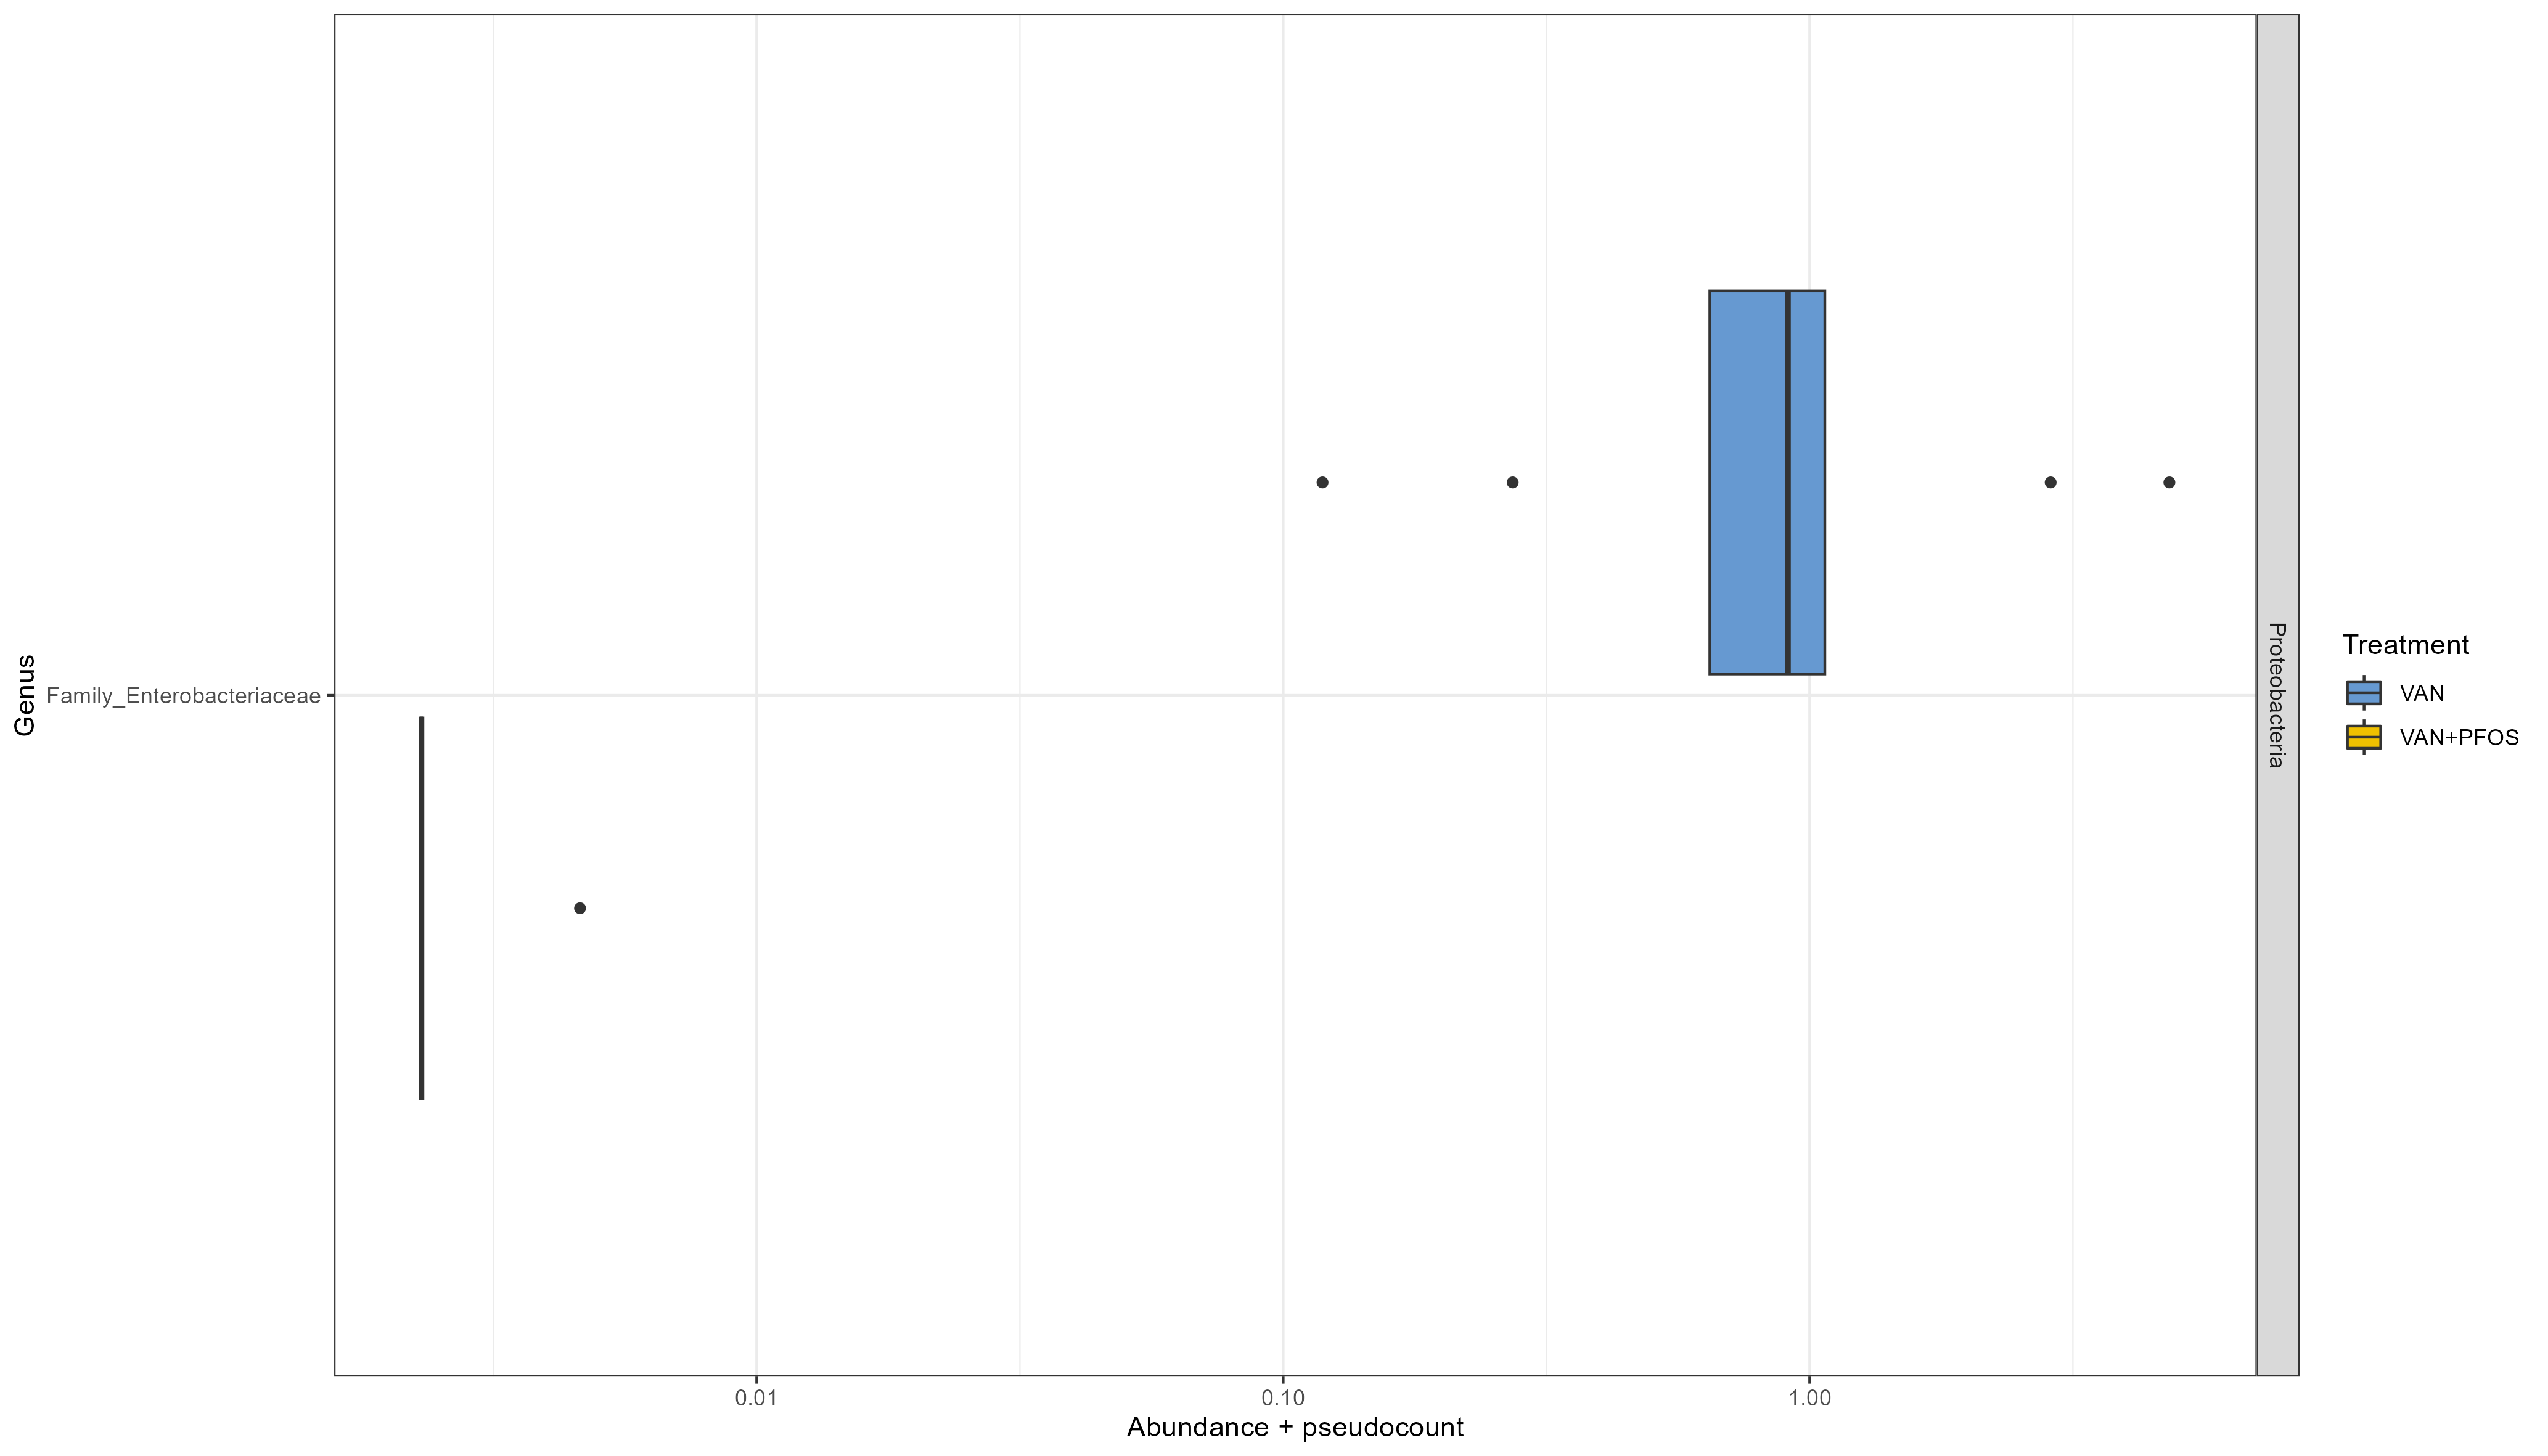 Genus
Family_Enterobacteriaceae
0.01
0.10
1.00
Abundance + pseudocount
Proteobacteria
Treatment
VAN
VAN+PFOS